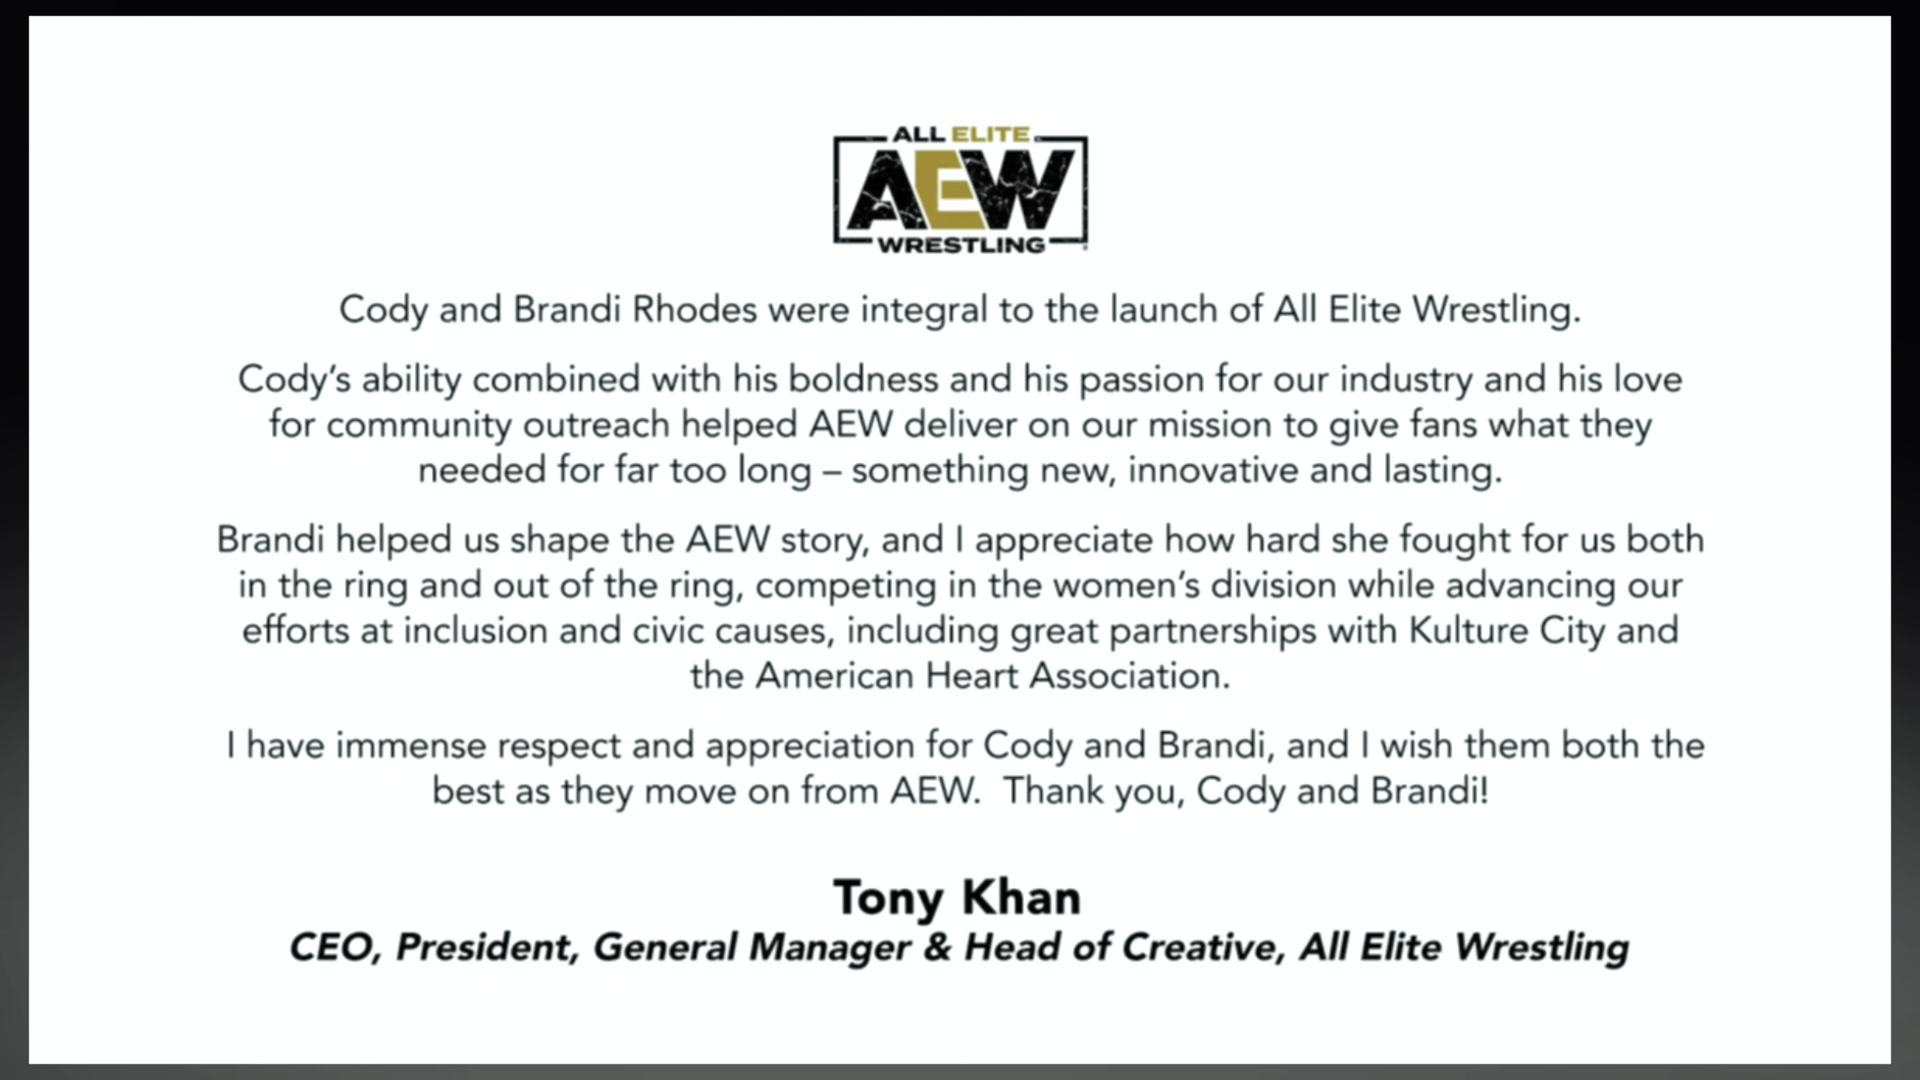 ALL ELITE
AEW
WRESTLING
Cody and Brandi Rhodes were integral to the launch of All Elite Wrestling.
Cody’s ability combined with his boldness and his passion for our industry and his love
for community outreach helped AEW deliver on our mission to give fans what they
needed for far too long – something new, innovative and lasting.
Brandi helped us shape the AEW story, and I appreciate how hard she fought for us both
in the ring and out of the ring, competing in the women’s division while advancing our
efforts at inclusion and civic causes, including great partnerships with Kulture City and
the American Heart Association.
I have immense respect and appreciation for Cody and Brandi, and I wish them both the
best as they move on from AEW.  Thank you, Cody and Brandi!
Tony Khan
CEO, President, General Manager & Head of Creative, All Elite Wrestling